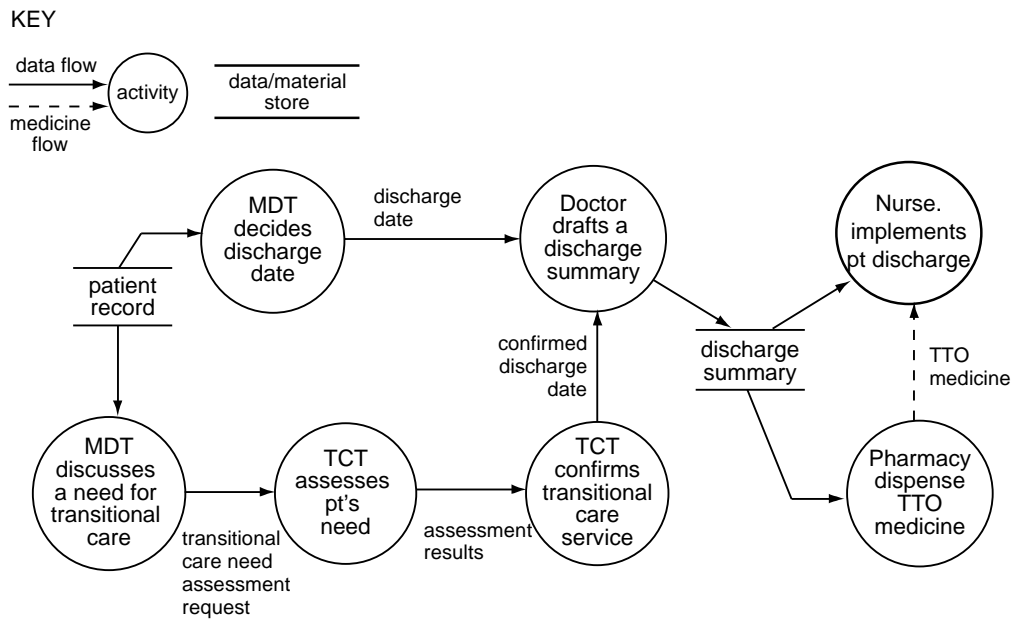 KEY
data flow
activity
medicine
flow
data/material
store
MDT
decides
discharge
date
discharge
date
Doctor
drafts a
discharge
summary
Nurse.
implements
pt discharge
patient
record
confirmed
discharge
date
discharge
summary
TTO
medicine
MDT
discusses
a need for
transitional
care
transitional
care need
assessment
request
TCT
assesses
pt's
need
assessment
results
TCT
confirms
transitional
care
service
Pharmacy
dispense
TTO
medicine